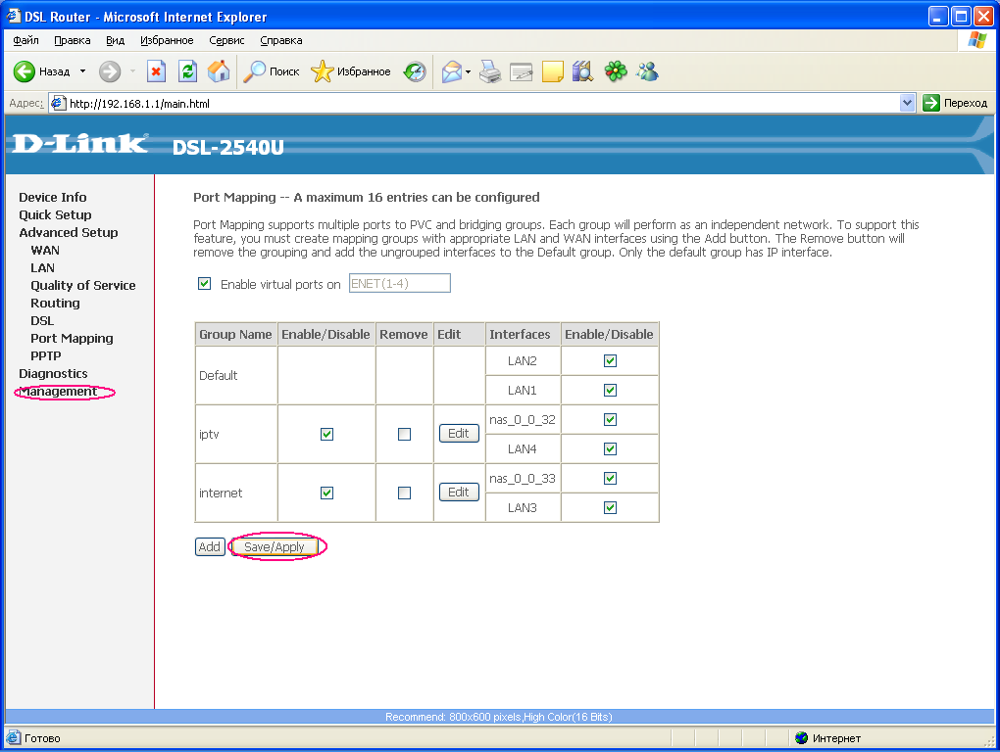 DSL Router - Microsoft Internet Explorer
Файл Правка Вид Избранное Сервис Справка
Назад Поиск Избранное
Адрес: http://192.168.1.1/main.html Переход
D-Link® DSL-2540U
Device Info
Quick Setup
Advanced Setup
WAN
LAN
Quality of Service
Routing
DSL
Port Mapping
PPTP
Diagnostics
Management
Port Mapping -- A maximum 16 entries can be configured
Port Mapping supports multiple ports to PVC and bridging groups. Each group will perform as an independent network. To support this
feature, you must create mapping groups with appropriate LAN and WAN interfaces using the Add button. The Remove button will
remove the grouping and add the ungrouped interfaces to the Default group. Only the default group has IP interface.
Enable virtual ports on ENET(1-4)
Group Name Enable/Disable Remove Edit Interfaces Enable/Disable
Default LAN2
LAN1
iptv Edit nas_0_0_32
LAN4
internet Edit nas_0_0_33
LAN3
Add Save/Apply
Recommend: 800x600 pixels,High Color(16 Bits)
Готово Интернет